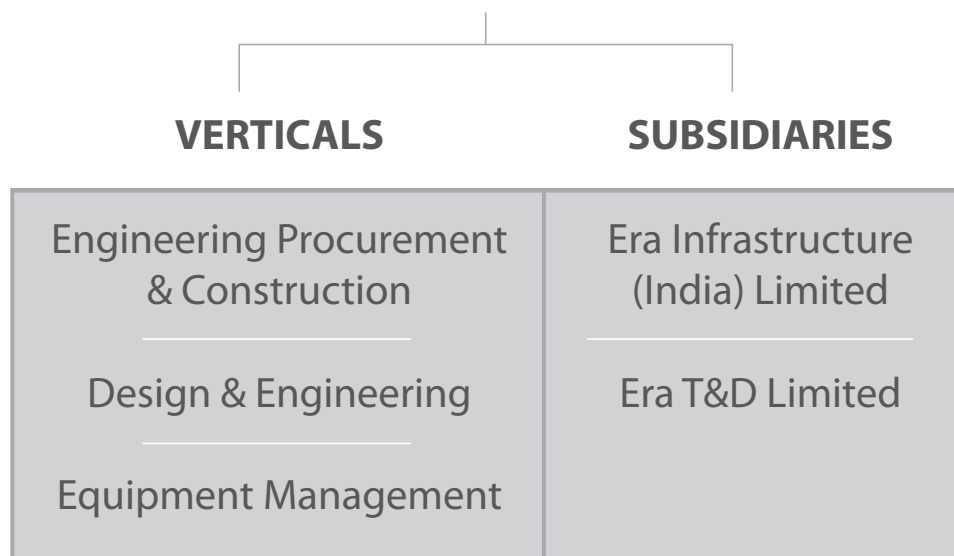 VERTICALS
Engineering Procurement
& Construction
Design & Engineering
Equipment Management
SUBSIDIARIES
Era Infrastructure
(India) Limited
Era T&D Limited